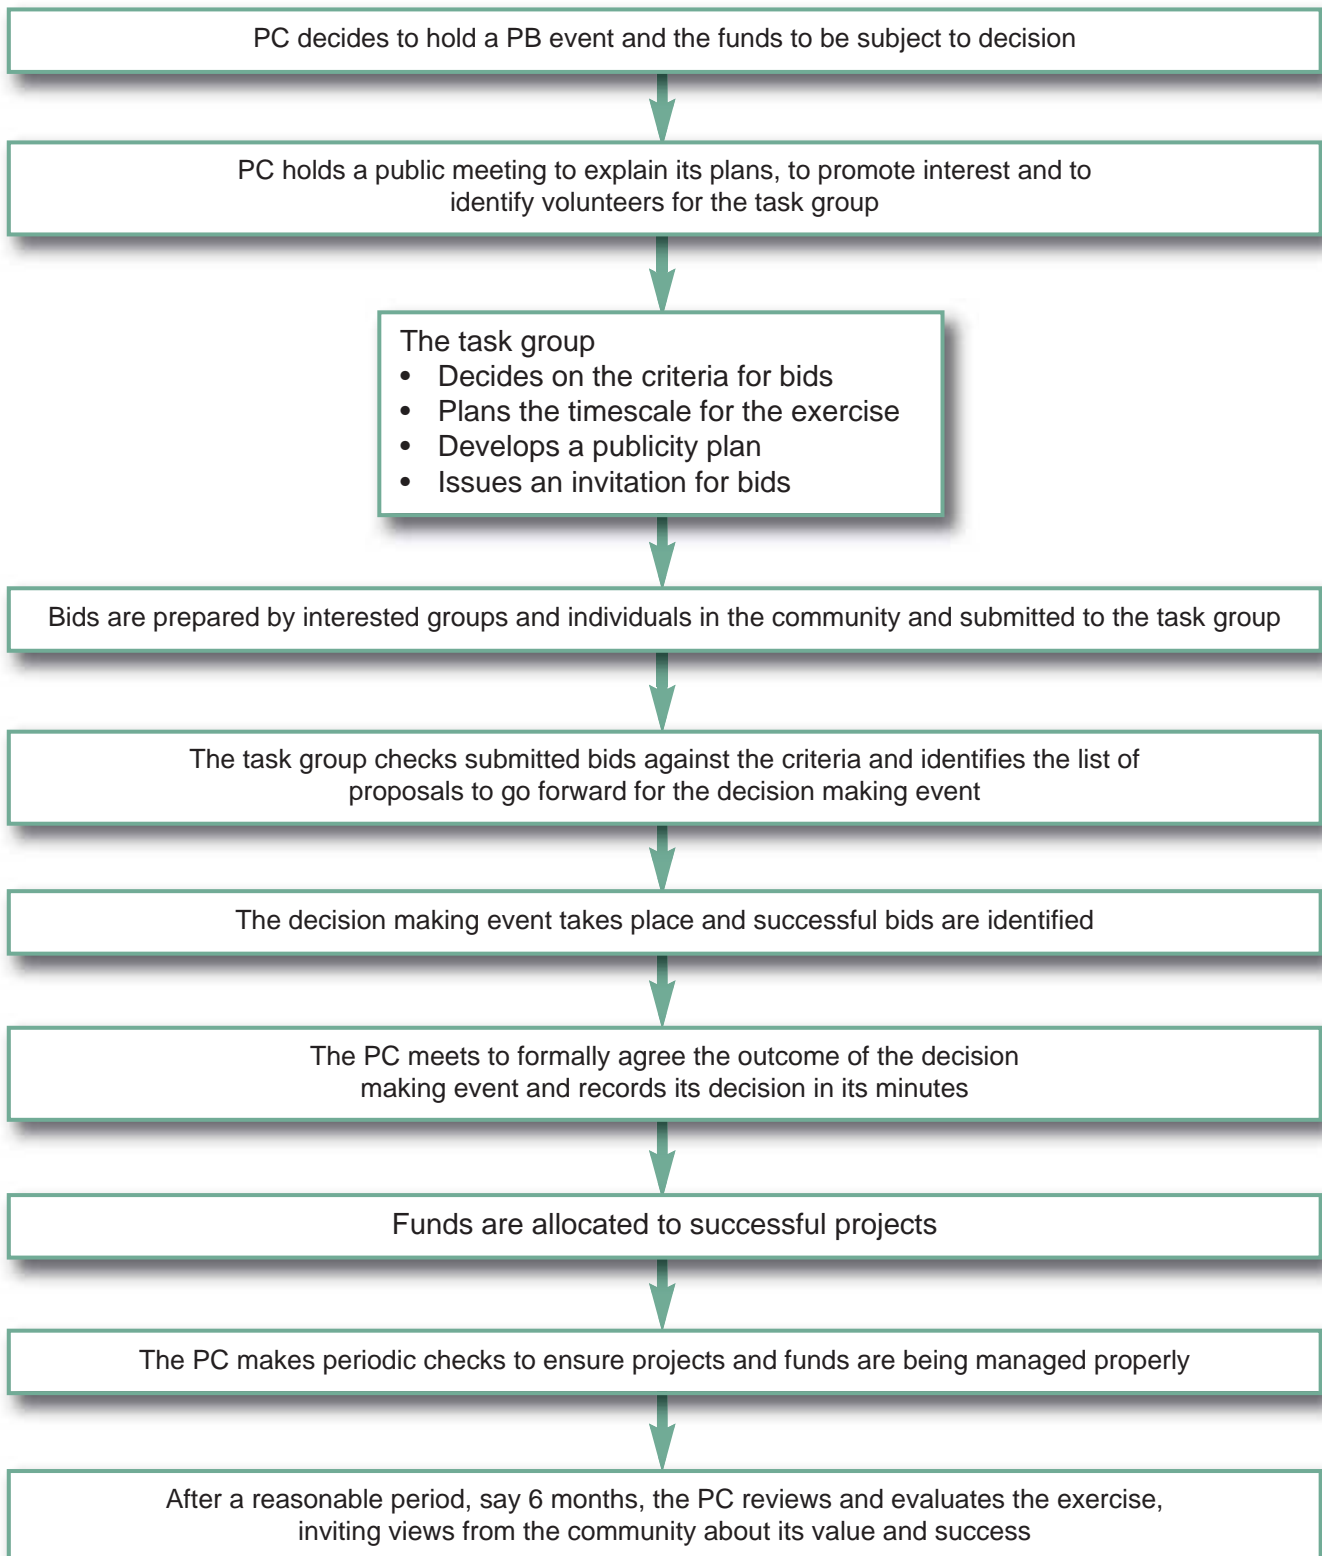 PC decides to hold a PB event and the funds to be subject to decision
PC holds a public meeting to explain its plans, to promote interest and to
identify volunteers for the task group
The task group
• Decides on the criteria for bids
• Plans the timescale for the exercise
• Develops a publicity plan
• Issues an invitation for bids
Bids are prepared by interested groups and individuals in the community and submitted to the task group
The task group checks submitted bids against the criteria and identifies the list of
proposals to go forward for the decision making event
The decision making event takes place and successful bids are identified
The PC meets to formally agree the outcome of the decision
making event and records its decision in its minutes
Funds are allocated to successful projects
The PC makes periodic checks to ensure projects and funds are being managed properly
After a reasonable period, say 6 months, the PC reviews and evaluates the exercise,
inviting views from the community about its value and success